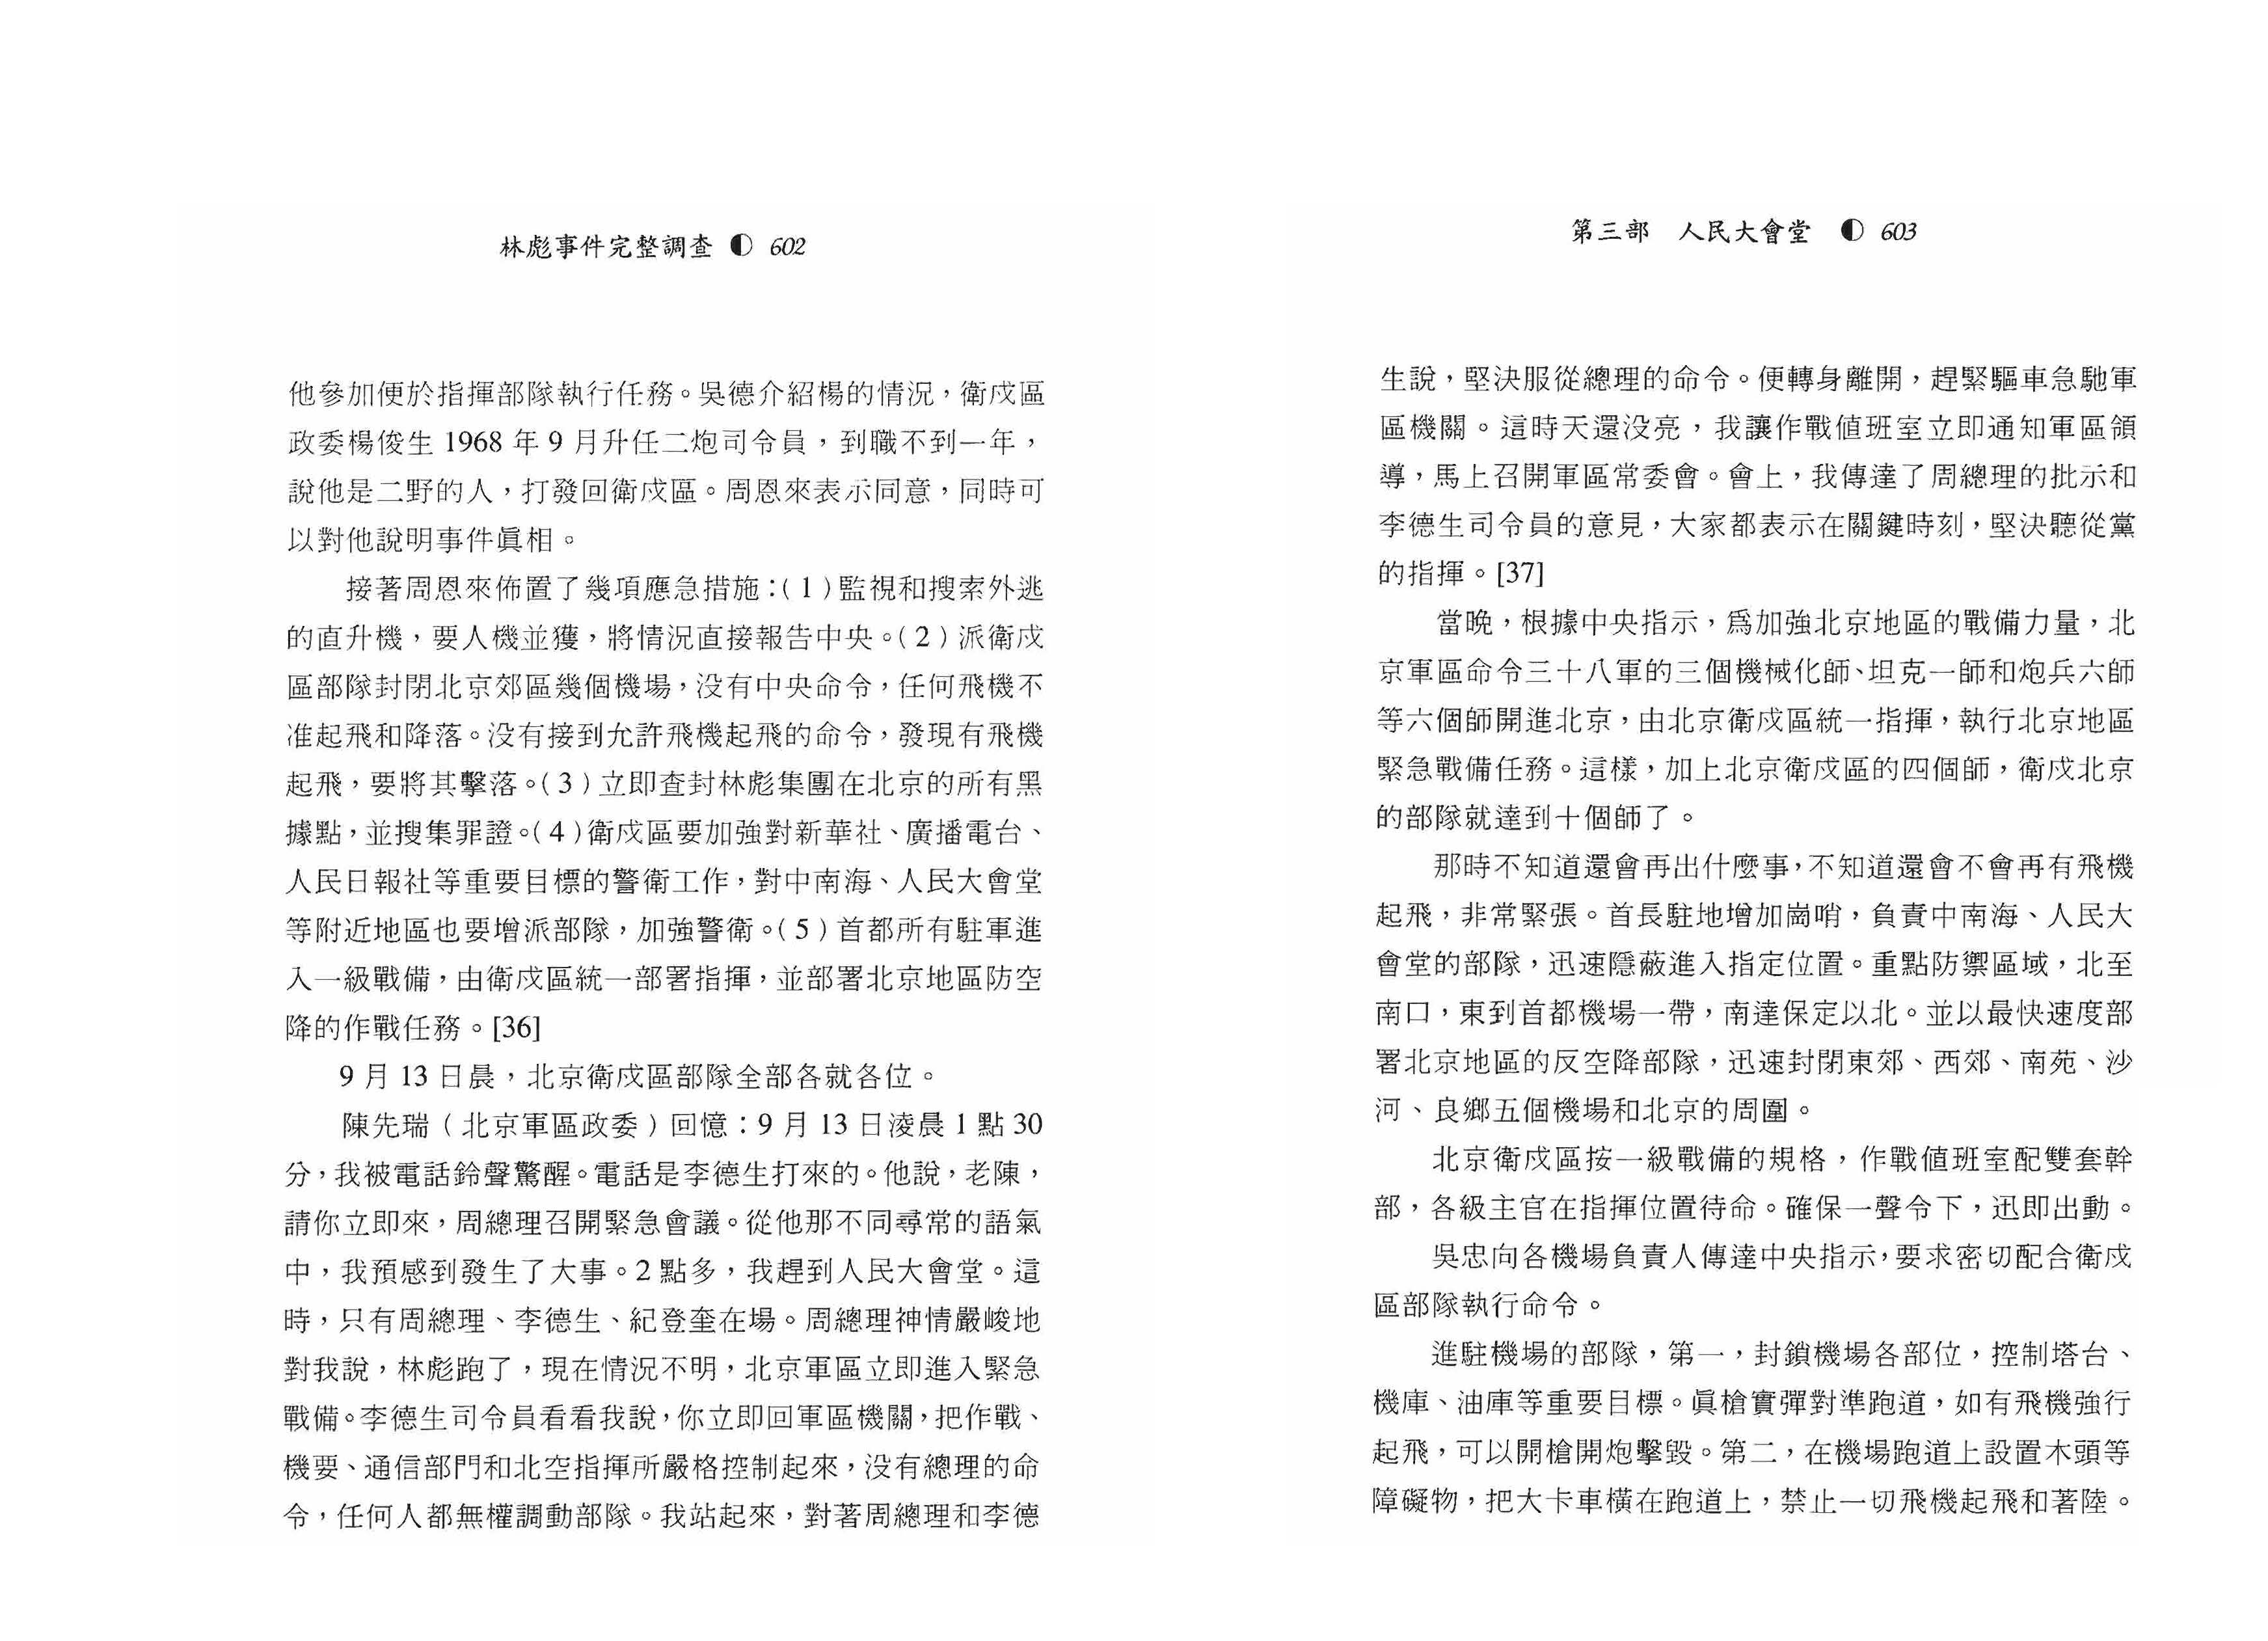 林彪事件完整調查 ◐ 602
他參加便於指揮部隊執行任務。吳德介紹楊的情況，衛戍區
政委楊俊生 1968 年 9 月升任二炮司令員，到職不到一年，
說他是二野的人，打發回衛戍區。周恩來表示同意，同時可
以對他說明事件眞相。
接著周恩來佈置了幾項應急措施：（1）監視和搜索外逃
的直升機，要人機並獲，將情況直接報告中央。（2）派衛戍
區部隊封閉北京郊區幾個機場，没有中央命令，任何飛機不
准起飛和降落。没有接到允許飛機起飛的命令，發現有飛機
起飛，要將其擊落。（3）立即查封林彪集團在北京的所有黑
據點，並搜集罪證。（4）衛戍區要加強對新華社、廣播電台、
人民日報社等重要目標的警衛工作，對中南海、人民大會堂
等附近地區也要增派部隊，加強警衛。（5）首都所有駐軍進
入一級戰備，由衛戍區統一部署指揮，並部署北京地區防空
降的作戰任務。[36]
9 月 13 日晨，北京衛戍區部隊全部各就各位。
陳先瑞（北京軍區政委）回憶：9 月 13 日淩晨 1 點 30
分，我被電話鈴聲驚醒。電話是李德生打來的。他說，老陳，
請你立即來，周總理召開緊急會議。從他那不同尋常的語氣
中，我預感到發生了大事。2 點多，我趕到人民大會堂。這
時，只有周總理、李德生、紀登奎在場。周總理神情嚴峻地
對我說，林彪跑了，現在情況不明，北京軍區立即進入緊急
戰備。李德生司令員看看我說，你立即回軍區機關，把作戰、
機要、通信部門和北空指揮所嚴格控制起來，没有總理的命
令，任何人都無權調動部隊。我站起來，對著周總理和李德
第三部　人民大會堂 ◐ 603
生說，堅決服從總理的命令。便轉身離開，趕緊驅車急馳軍
區機關。這時天還没亮，我讓作戰値班室立即通知軍區領
導，馬上召開軍區常委會。會上，我傳達了周總理的批示和
李德生司令員的意見，大家都表示在關鍵時刻，堅決聽從黨
的指揮。[37]
當晚，根據中央指示，爲加強北京地區的戰備力量，北
京軍區命令三十八軍的三個機械化師、坦克一師和炮兵六師
等六個師開進北京，由北京衛戍區統一指揮，執行北京地區
緊急戰備任務。這樣，加上北京衛戍區的四個師，衛戍北京
的部隊就達到十個師了。
那時不知道還會再出什麼事，不知道還會不會再有飛機
起飛，非常緊張。首長駐地增加崗哨，負責中南海、人民大
會堂的部隊，迅速隱蔽進入指定位置。重點防禦區域，北至
南口，東到首都機場一帶，南達保定以北。並以最快速度部
署北京地區的反空降部隊，迅速封閉東郊、西郊、南苑、沙
河、良鄉五個機場和北京的周圍。
北京衛戍區按一級戰備的規格，作戰値班室配雙套幹
部，各級主官在指揮位置待命。確保一聲令下，迅即出動。
吳忠向各機場負責人傳達中央指示，要求密切配合衛戍
區部隊執行命令。
進駐機場的部隊，第一，封鎖機場各部位，控制塔台、
機庫、油庫等重要目標。眞槍實彈對準跑道，如有飛機強行
起飛，可以開槍開炮擊毀。第二，在機場跑道上設置木頭等
障礙物，把大卡車橫在跑道上，禁止一切飛機起飛和著陸。